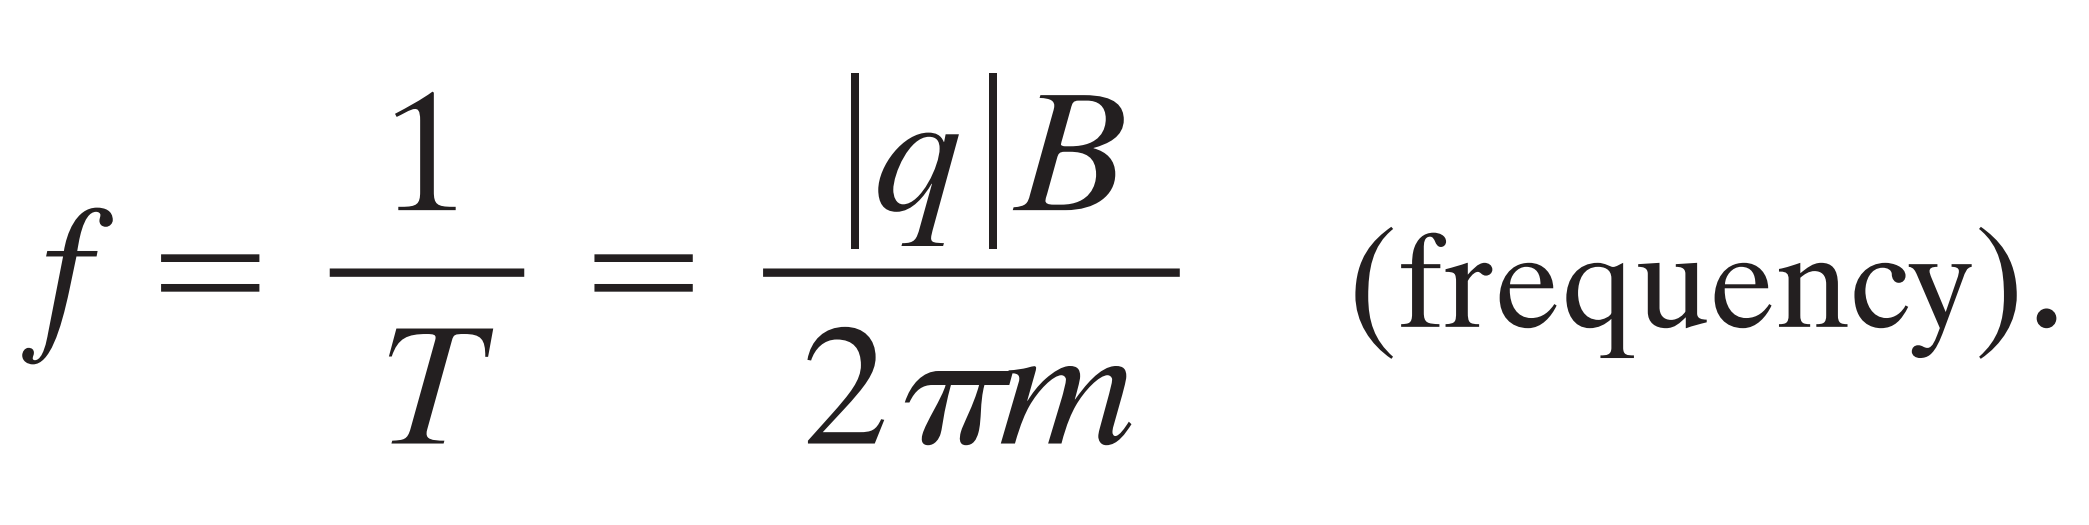 f = 1/T = |q|B/2πm (frequency).